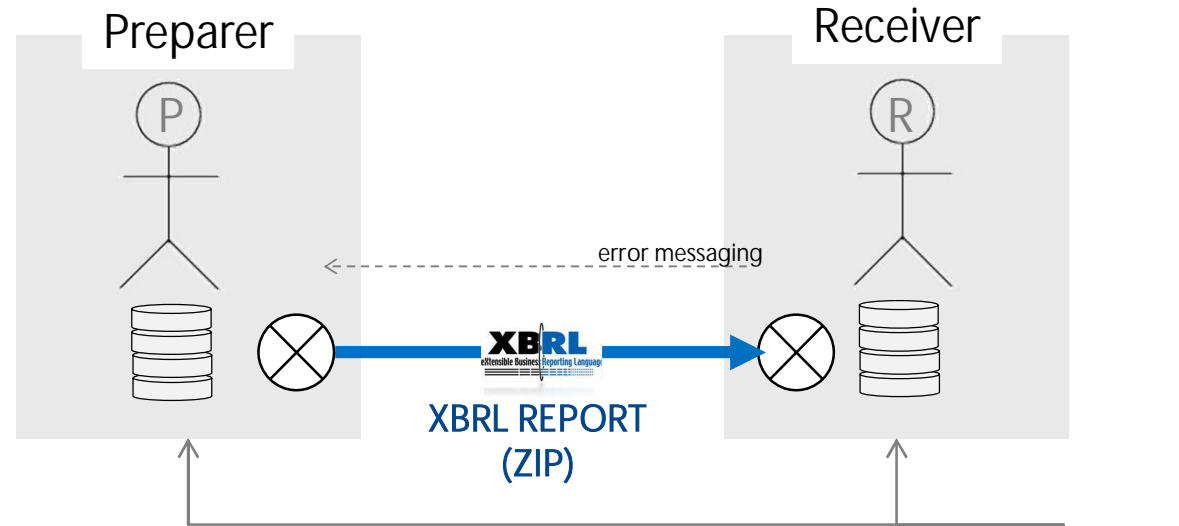 Preparer
Receiver
P
R
error messaging
XBRL
eXtensible Business Reporting Language
XBRL REPORT
(ZIP)